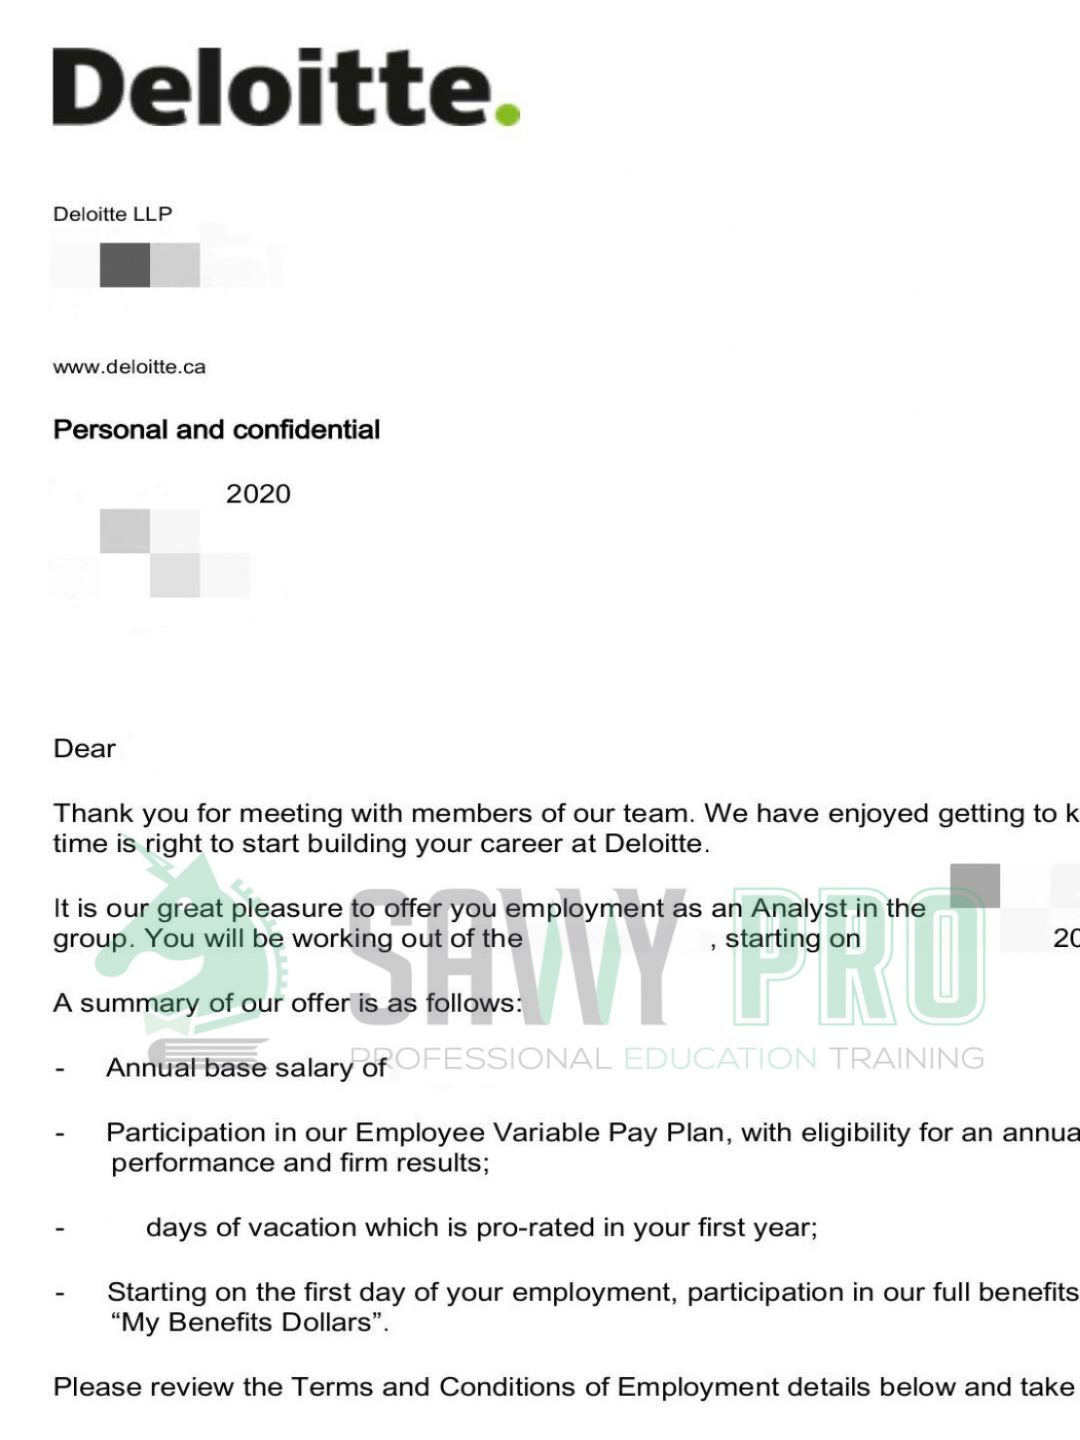 Deloitte.
Deloitte LLP
www.deloitte.ca
Personal and confidential
2020
Dear
Thank you for meeting with members of our team. We have enjoyed getting to k
time is right to start building your career at Deloitte.
It is our great pleasure to offer you employment as an Analyst in the
group. You will be working out of the , starting on 20
SAVVY PRO
A summary of our offer is as follows:
PROFESSIONAL EDUCATION TRAINING
- Annual base salary of
- Participation in our Employee Variable Pay Plan, with eligibility for an annua
performance and firm results;
- days of vacation which is pro-rated in your first year;
- Starting on the first day of your employment, participation in our full benefits
“My Benefits Dollars”.
Please review the Terms and Conditions of Employment details below and take